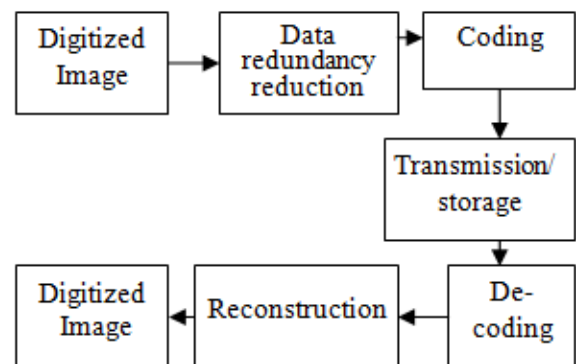 Digitized
Image
Data
redundancy
reduction
Coding
Transmission/
storage
De-
coding
Reconstruction
Digitized
Image